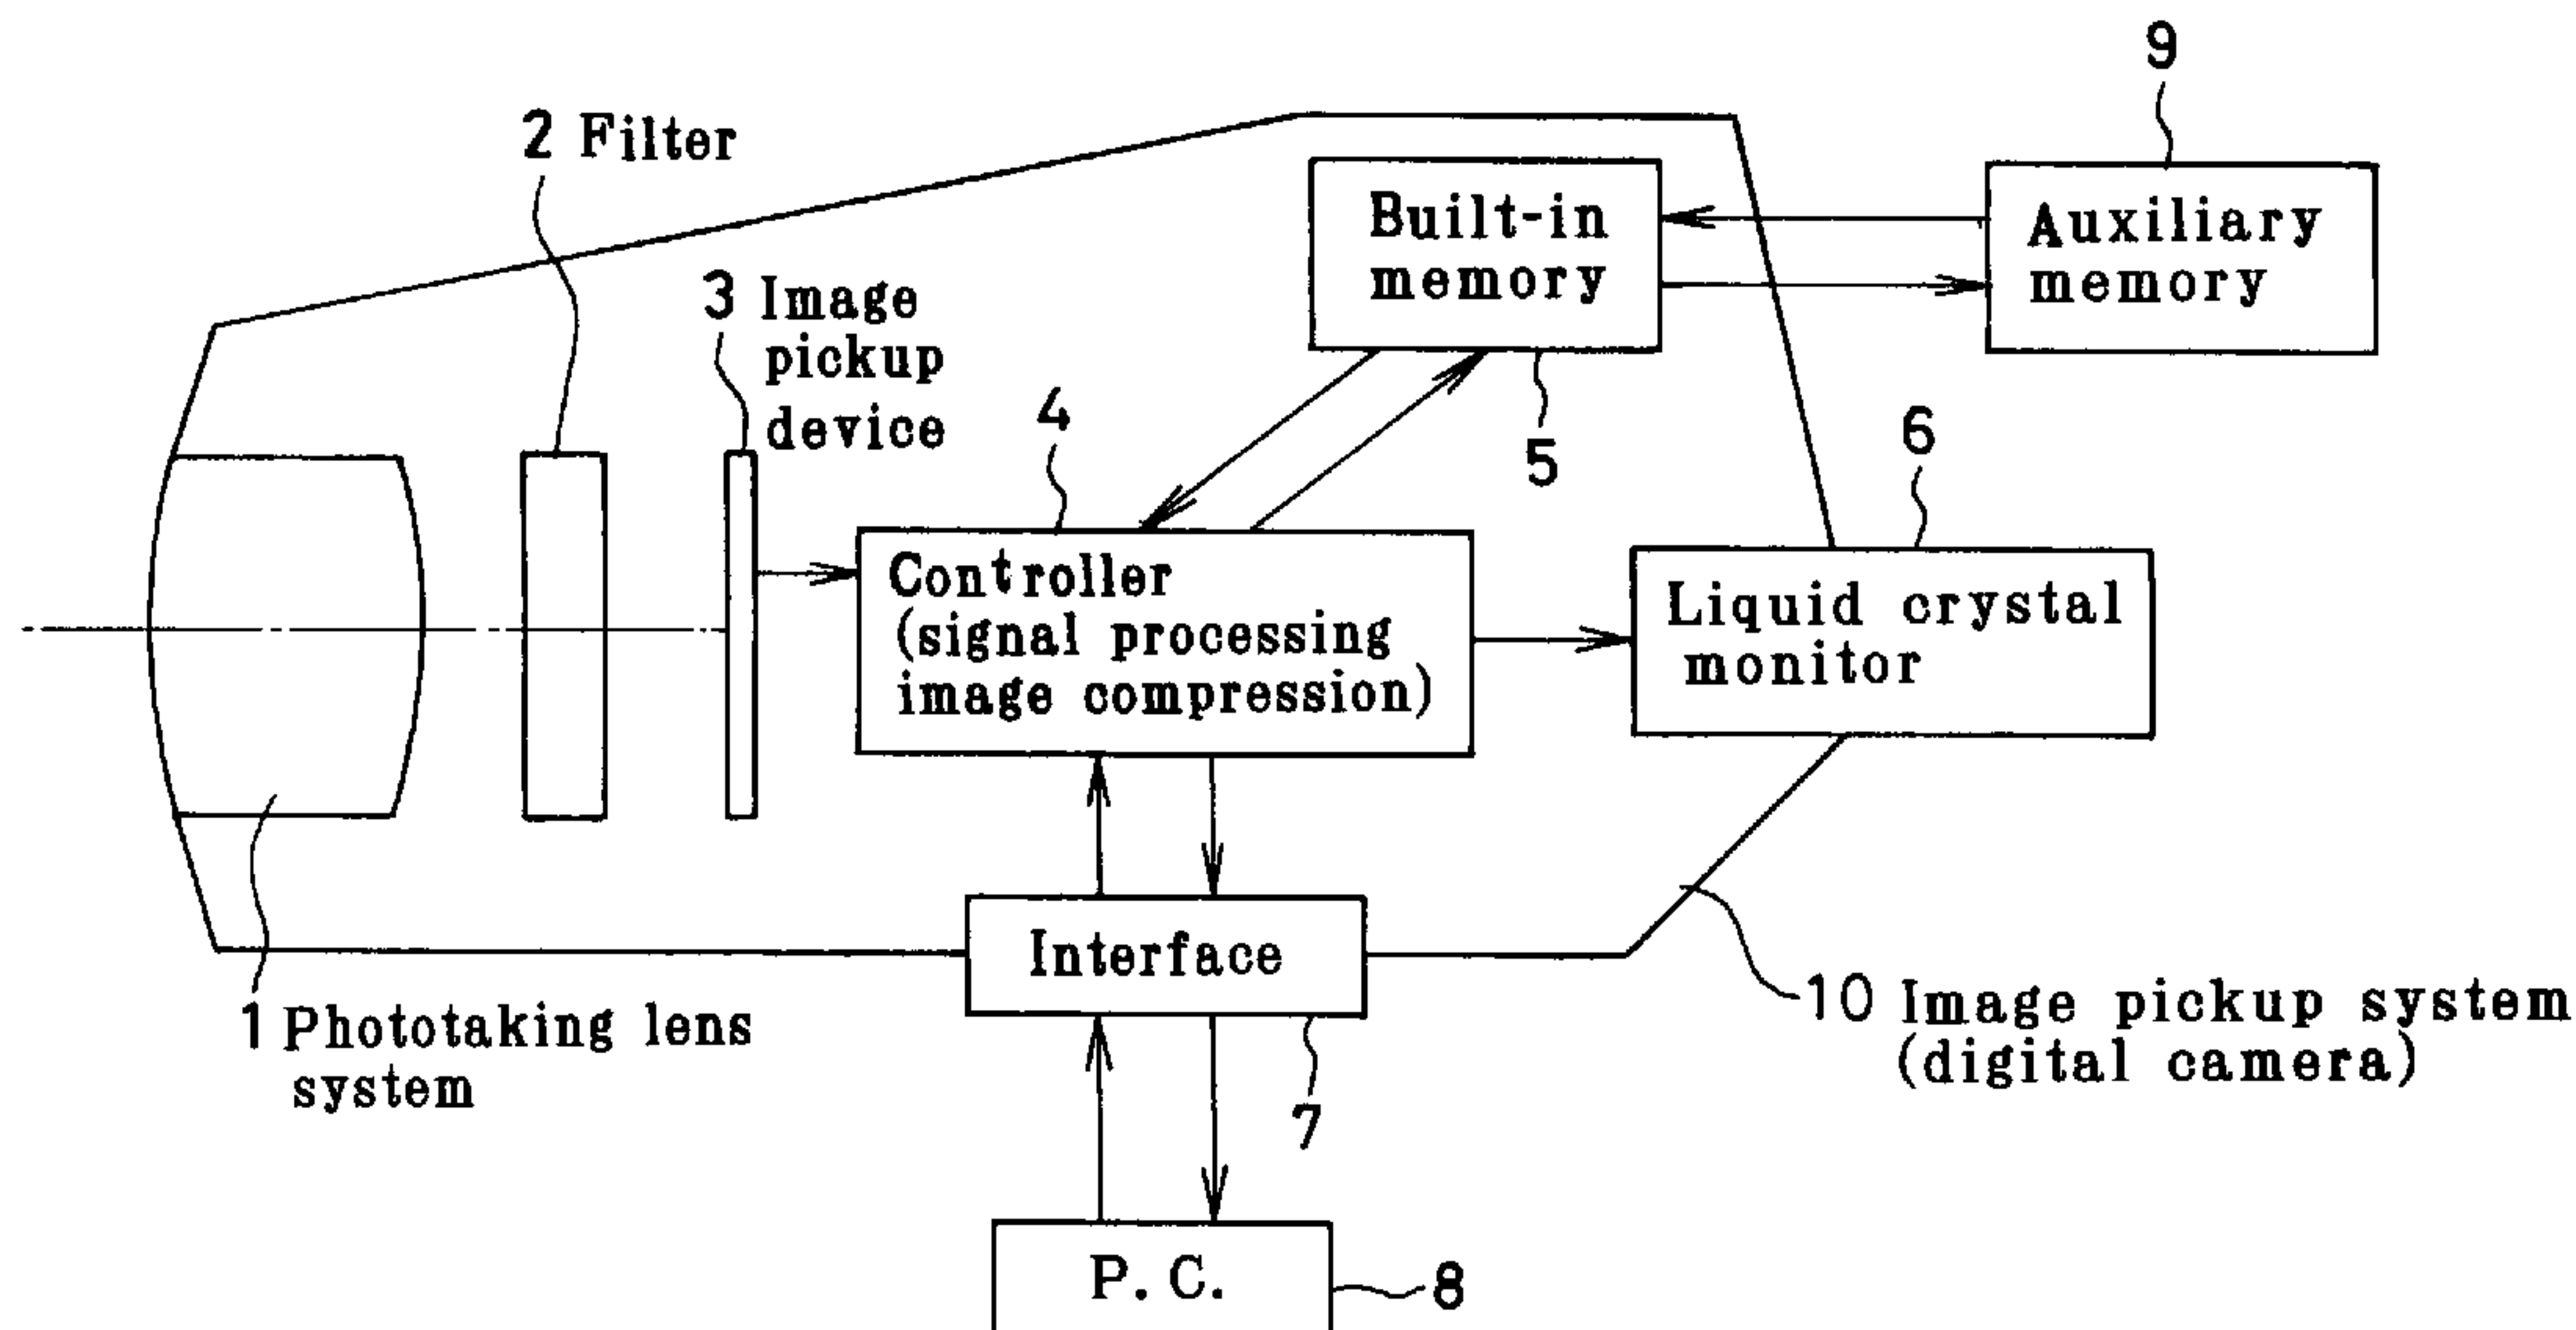 9
2 Filter
Built-in
memory
Auxiliary
memory
3 Image
pickup
device
4
5
6
Controller
(signal processing
image compression)
Liquid crystal
monitor
Interface
1 Phototaking lens
system
10 Image pickup system
(digital camera)
7
P. C.
8